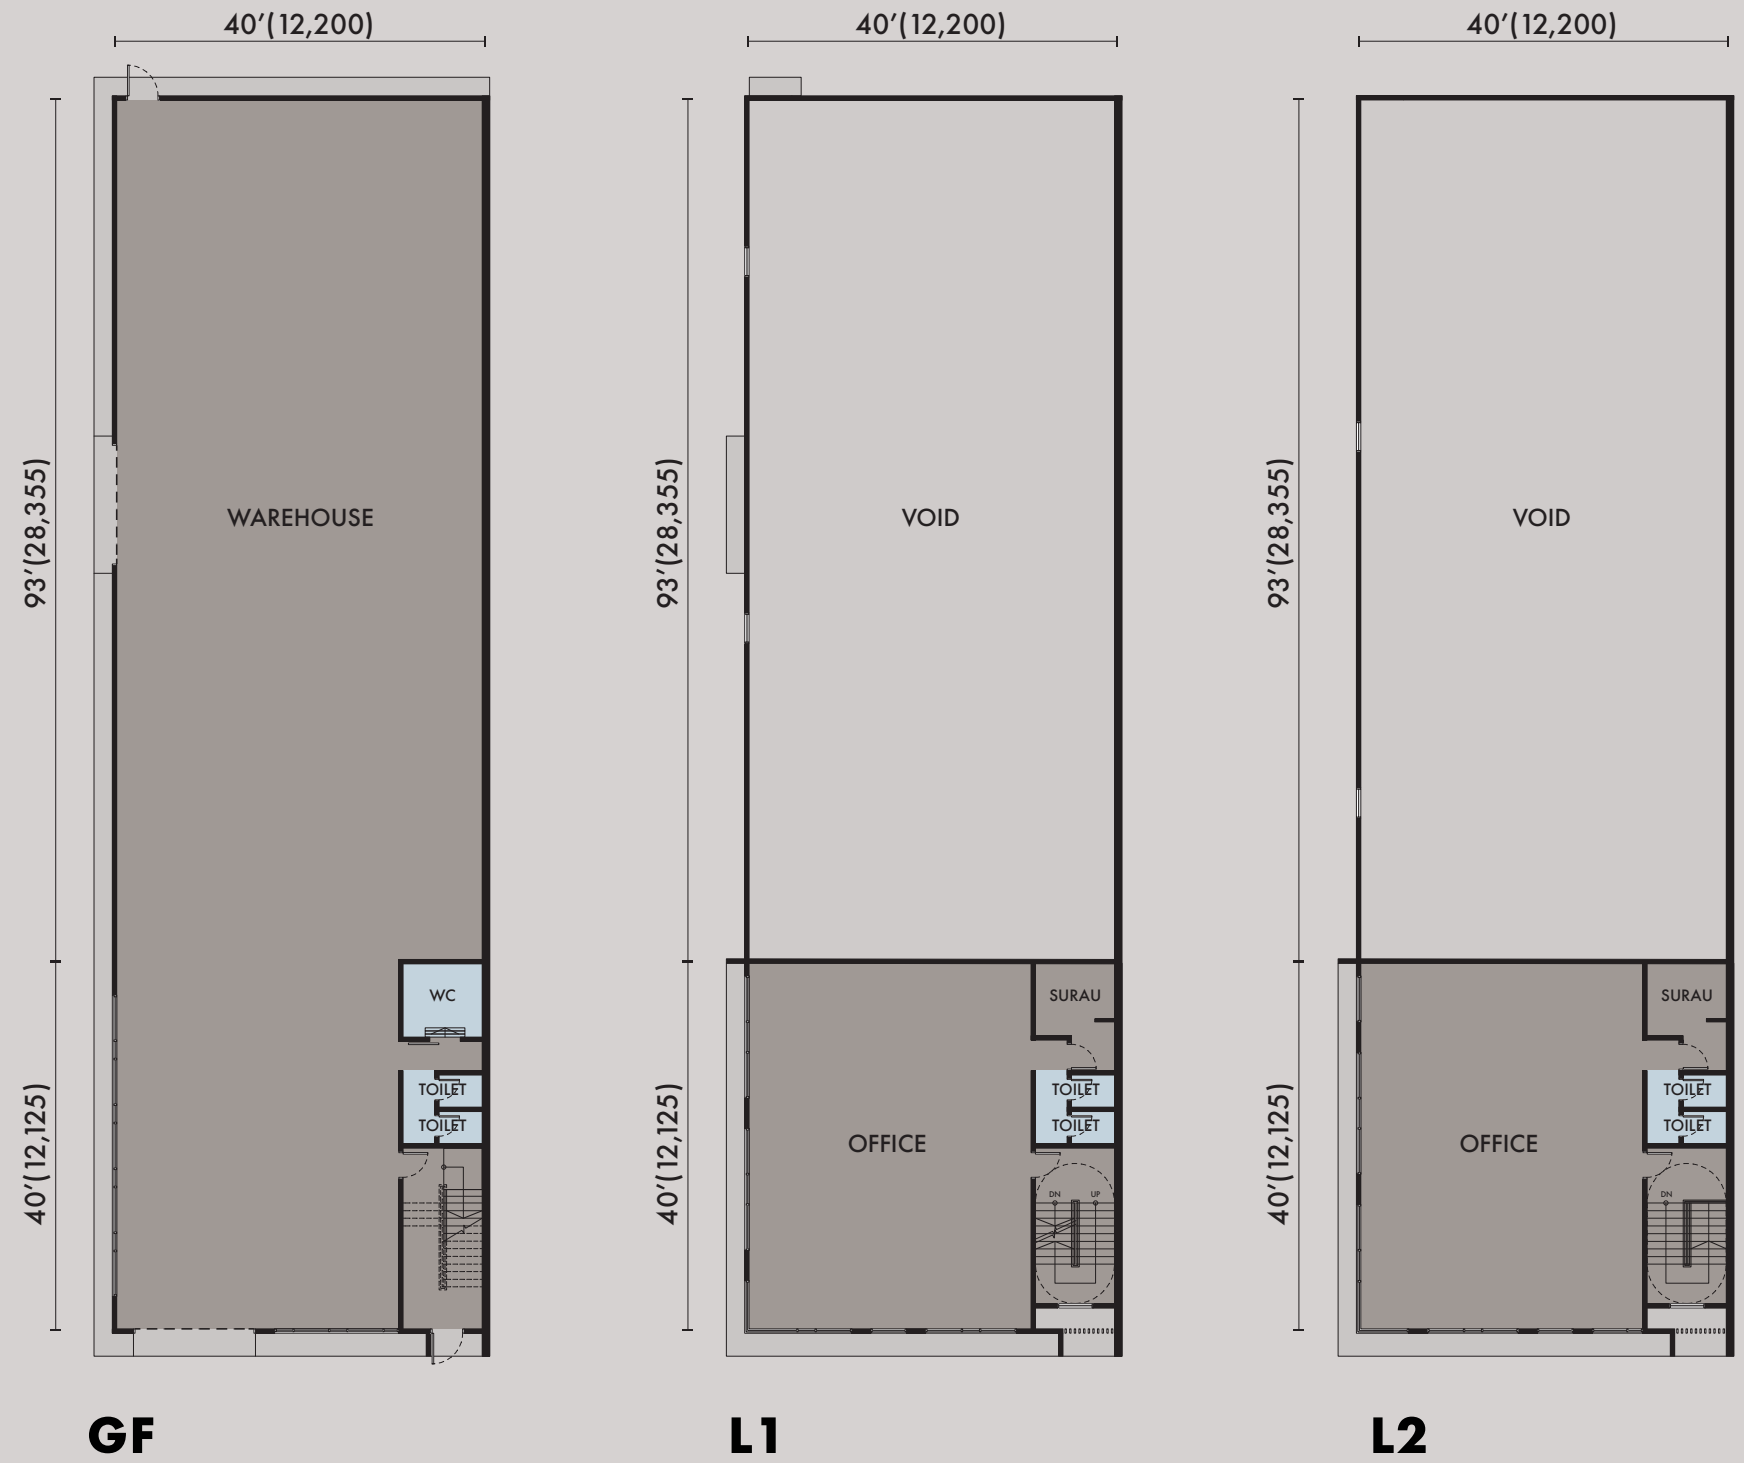 40’(12,200)
40’(12,200)
40’(12,200)
93’(28,355)
WAREHOUSE
93’(28,355)
VOID
93’(28,355)
VOID
40’(12,125)
WC
TOILET
TOILET
40’(12,125)
OFFICE
SURAU
TOILET
TOILET
DN
UP
40’(12,125)
OFFICE
SURAU
TOILET
TOILET
DN
GF
L1
L2